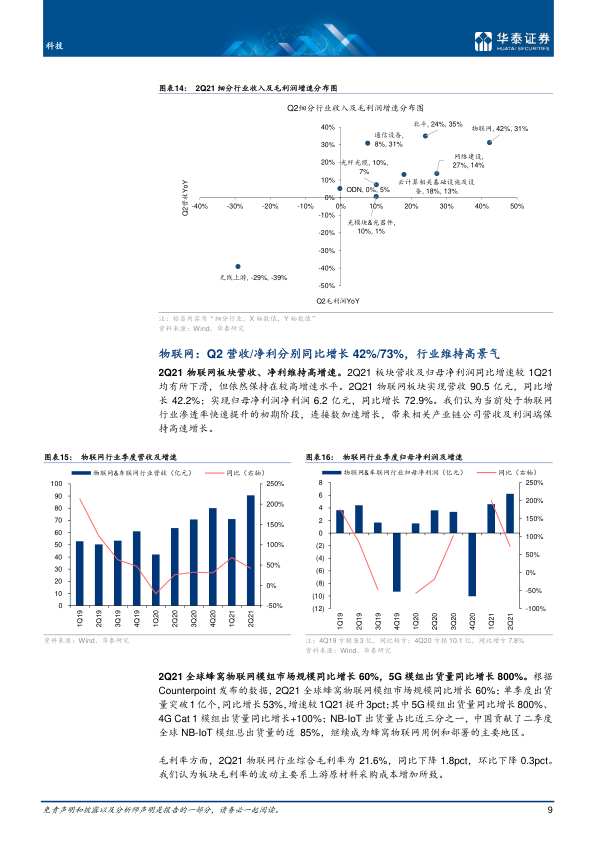 科技
华泰证券
HUATAI SECURITIES
图表14： 2Q21 细分行业收入及毛利润增速分布图
Q2细分行业收入及毛利润增速分布图
Q2营收YoY
40%
30%
20%
10%
0%
-10%
-20%
-30%
-40%
-50%
-40% -30% -20% -10% 0% 10% 20% 30% 40% 50%
北斗, 24%, 35%
通信设备,
8%, 31%
物联网, 42%, 31%
网络建设,
27%, 14%
光纤光缆, 10%,
7%
云计算相关基础设施及设
备, 18%, 13%
ODN, 0%, 5%
光模块&光器件,
10%, 1%
无线上游, -29%, -39%
Q2毛利润YoY
注：标签内容为“细分行业，X 轴数值，Y 轴数值”
资料来源：Wind、华泰研究
物联网：Q2 营收/净利分别同比增长 42%/73%，行业维持高景气
2Q21 物联网板块营收、净利维持高增速。2Q21 板块营收及归母净利润同比增速较 1Q21
均有所下滑，但依然保持在较高增速水平。2Q21 物联网板块实现营收 90.5 亿元，同比增
长 42.2%；实现归母净利润净利润 6.2 亿元，同比增长 72.9%。我们认为当前处于物联网
行业渗透率快速提升的初期阶段，连接数加速增长，带来相关产业链公司营收及利润端保
持高速增长。
图表15： 物联网行业季度营收及增速
物联网&车联网行业营收（亿元） 同比（右轴）
100
90
80
70
60
50
40
30
20
10
0
250%
200%
150%
100%
50%
0%
-50%
1Q19 2Q19 3Q19 4Q19 1Q20 2Q20 3Q20 4Q20 1Q21 2Q21
资料来源：Wind、华泰研究
图表16： 物联网行业季度归母净利润及增速
物联网&车联网行业归母净利润（亿元） 同比（右轴）
8
6
4
2
0
(2)
(4)
(6)
(8)
(10)
(12)
250%
200%
150%
100%
50%
0%
-50%
-100%
1Q19 2Q19 3Q19 4Q19 1Q20 2Q20 3Q20 4Q20 1Q21 2Q21
注：4Q19 亏损 9.3 亿，同比转亏；4Q20 亏损 10.1 亿，同比增亏 7.8%
资料来源：Wind、华泰研究
2Q21 全球蜂窝物联网模组市场规模同比增长 60%，5G 模组出货量同比增长 800%。根据
Counterpoint 发布的数据，2Q21 全球蜂窝物联网模组市场规模同比增长 60%；单季度出货
量突破 1 亿个，同比增长 53%，增速较 1Q21 提升 3pct；其中 5G 模组出货量同比增长 800%、
4G Cat 1 模组出货量同比增长+100%；NB-IoT 出货量占比近三分之一，中国贡献了二季度
全球 NB-IoT 模组总出货量的近 85%，继续成为蜂窝物联网用例和部署的主要地区。
毛利率方面，2Q21 物联网行业综合毛利率为 21.6%，同比下降 1.8pct，环比下降 0.3pct。
我们认为板块毛利率的波动主要系上游原材料采购成本增加所致。
免责声明和披露以及分析师声明是报告的一部分，请务必一起阅读。
9